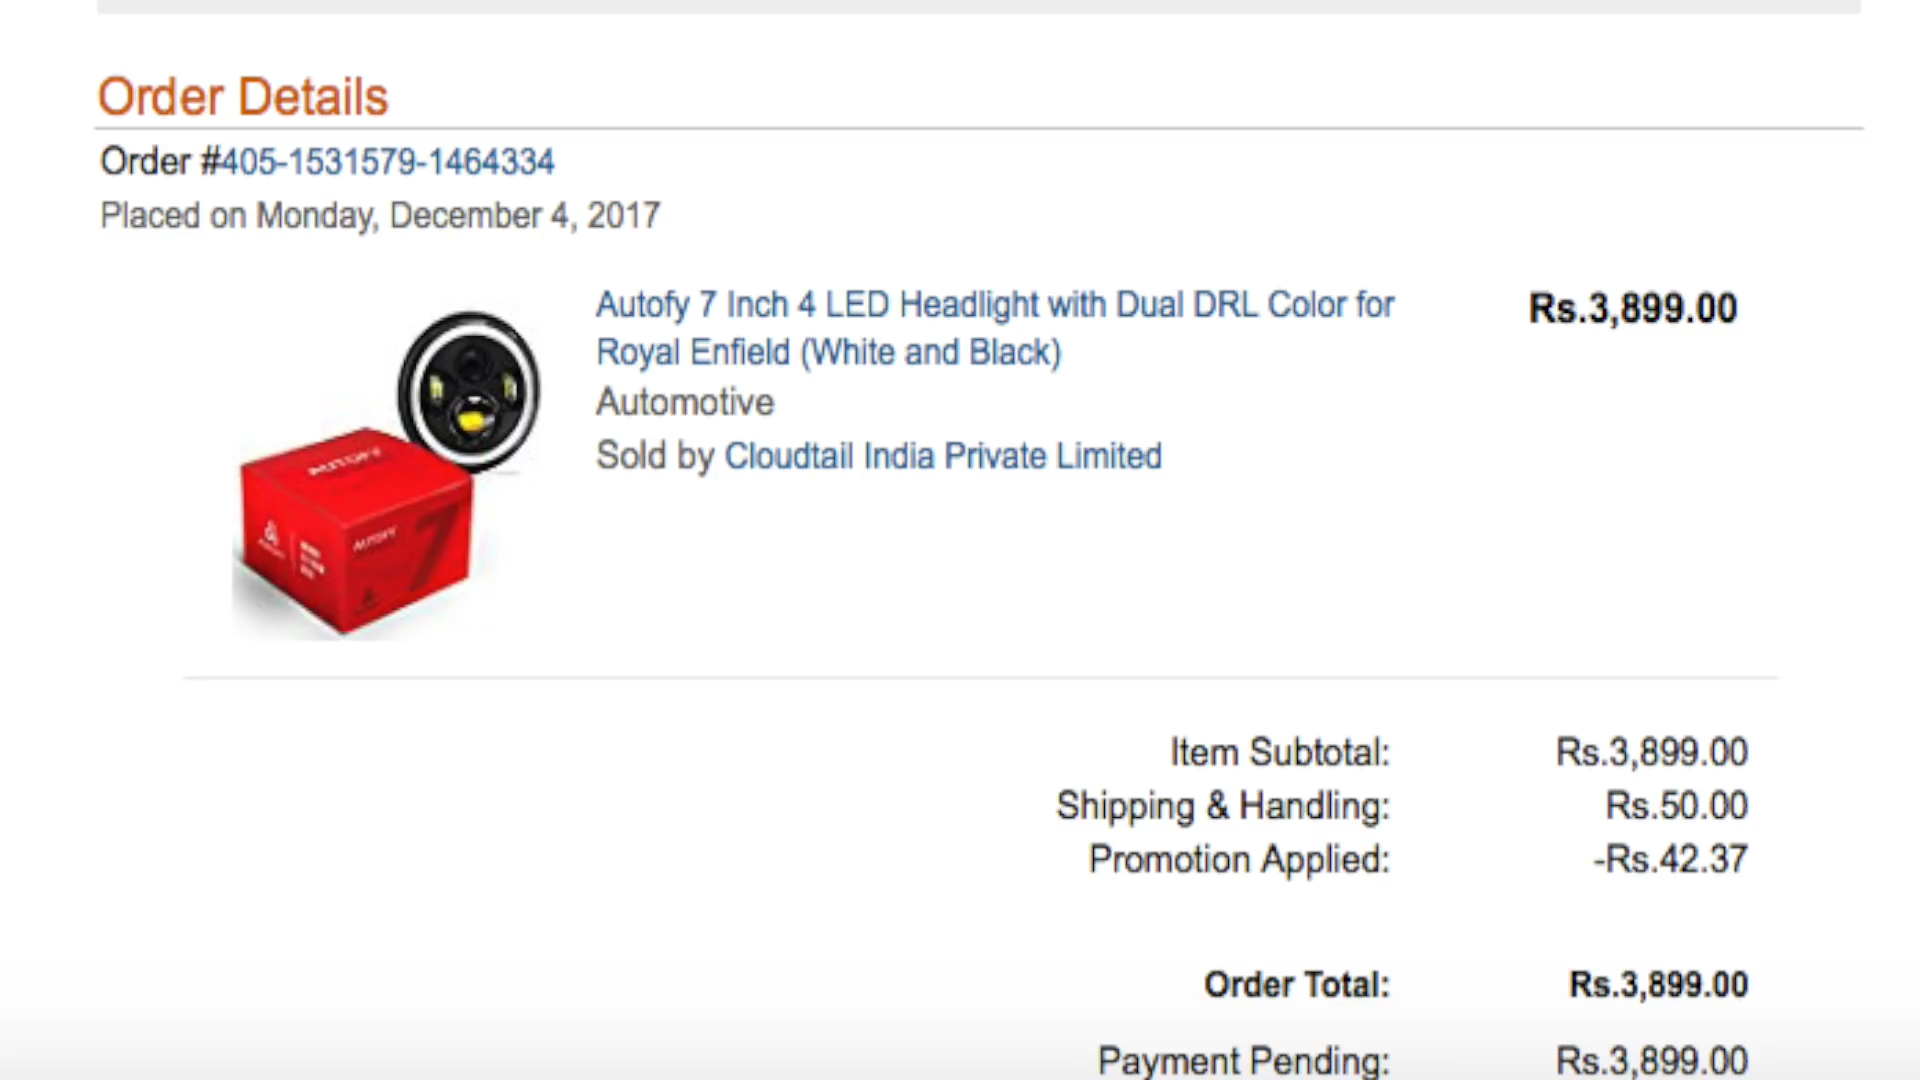 Order Details
Order #405-1531579-1464334
Placed on Monday, December 4, 2017
Autofy 7 Inch 4 LED Headlight with Dual DRL Color for
Royal Enfield (White and Black)
Rs.3,899.00
Automotive
Sold by Cloudtail India Private Limited
AUTOFY
AUTOFY
7
Item Subtotal: Rs.3,899.00
Shipping & Handling: Rs.50.00
Promotion Applied: -Rs.42.37
Order Total: Rs.3,899.00
Payment Pending: Rs.3,899.00